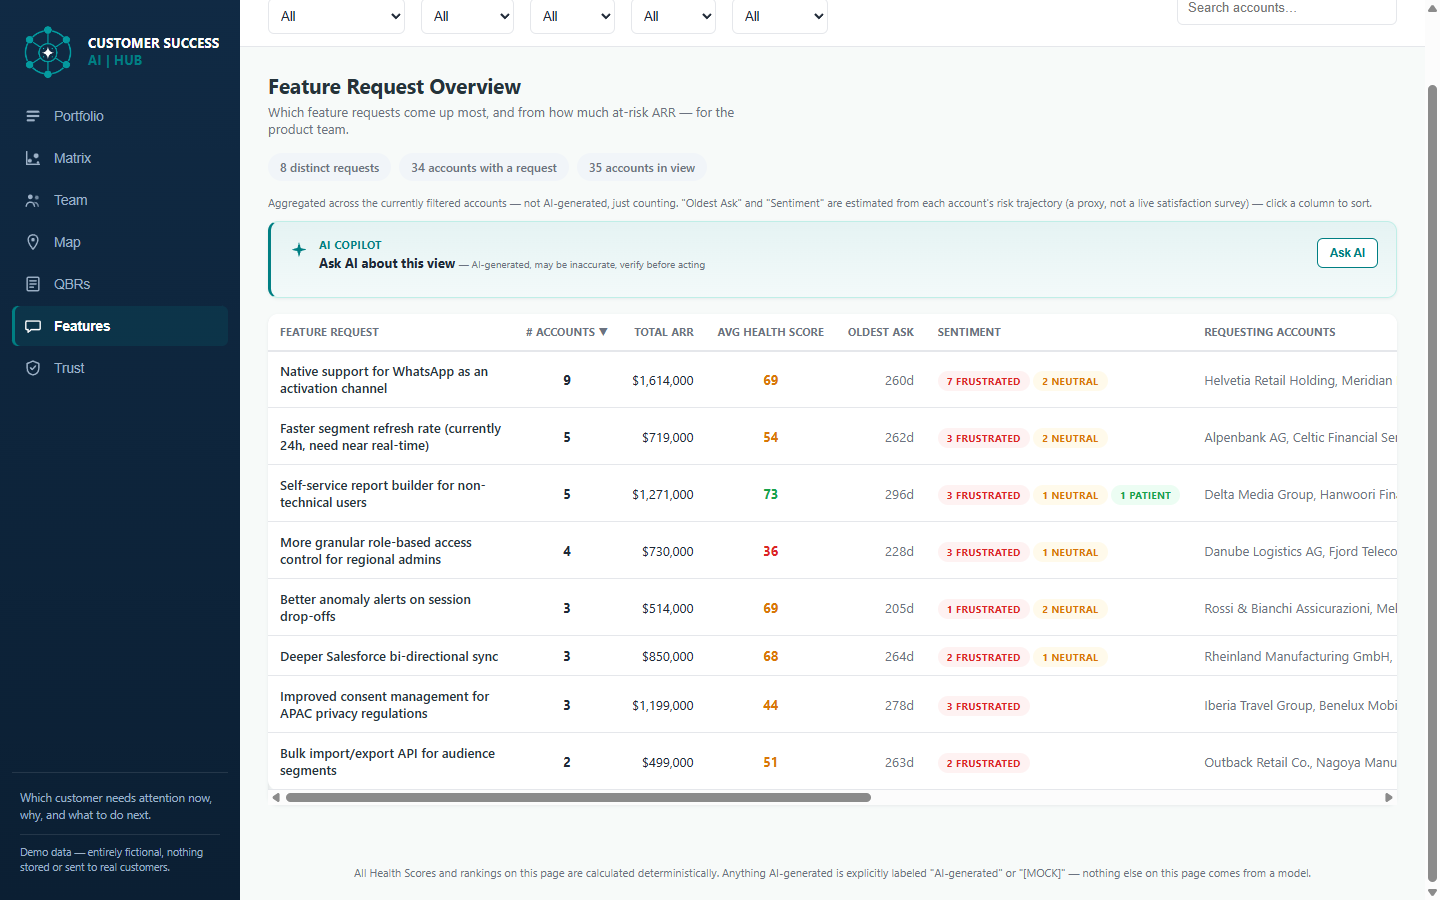 CUSTOMER SUCCESS
AI | HUB
Portfolio
Matrix
Team
Map
QBRs
Features
Trust
Which customer needs attention now,
why, and what to do next.
Demo data — entirely fictional, nothing
stored or sent to real customers.
All All All All All
Search accounts...
Feature Request Overview
Which feature requests come up most, and from how much at-risk ARR — for the
product team.
8 distinct requests 34 accounts with a request 35 accounts in view
Aggregated across the currently filtered accounts — not AI-generated, just counting. "Oldest Ask" and "Sentiment" are estimated from each account's risk trajectory (a proxy, not a live satisfaction survey) — click a column to sort.
AI COPILOT
Ask AI about this view — AI-generated, may be inaccurate, verify before acting
Ask AI
FEATURE REQUEST # ACCOUNTS ▼ TOTAL ARR AVG HEALTH SCORE OLDEST ASK SENTIMENT REQUESTING ACCOUNTS
Native support for WhatsApp as an
activation channel
9 $1,614,000 69 260d 7 FRUSTRATED 2 NEUTRAL Helvetia Retail Holding, Meridian
Faster segment refresh rate (currently
24h, need near real-time)
5 $719,000 54 262d 3 FRUSTRATED 2 NEUTRAL Alpenbank AG, Celtic Financial Ser
Self-service report builder for non-
technical users
5 $1,271,000 73 296d 3 FRUSTRATED 1 NEUTRAL 1 PATIENT Delta Media Group, Hanwoori Fin
More granular role-based access
control for regional admins
4 $730,000 36 228d 3 FRUSTRATED 1 NEUTRAL Danube Logistics AG, Fjord Teleco
Better anomaly alerts on session
drop-offs
3 $514,000 69 205d 1 FRUSTRATED 2 NEUTRAL Rossi & Bianchi Assicurazioni, Mel
Deeper Salesforce bi-directional sync 3 $850,000 68 264d 2 FRUSTRATED 1 NEUTRAL Rheinland Manufacturing GmbH,
Improved consent management for
APAC privacy regulations
3 $1,199,000 44 278d 3 FRUSTRATED Iberia Travel Group, Benelux Mobi
Bulk import/export API for audience
segments
2 $499,000 51 263d 2 FRUSTRATED Outback Retail Co., Nagoya Manu
All Health Scores and rankings on this page are calculated deterministically. Anything AI-generated is explicitly labeled "AI-generated" or "[MOCK]" — nothing else on this page comes from a model.